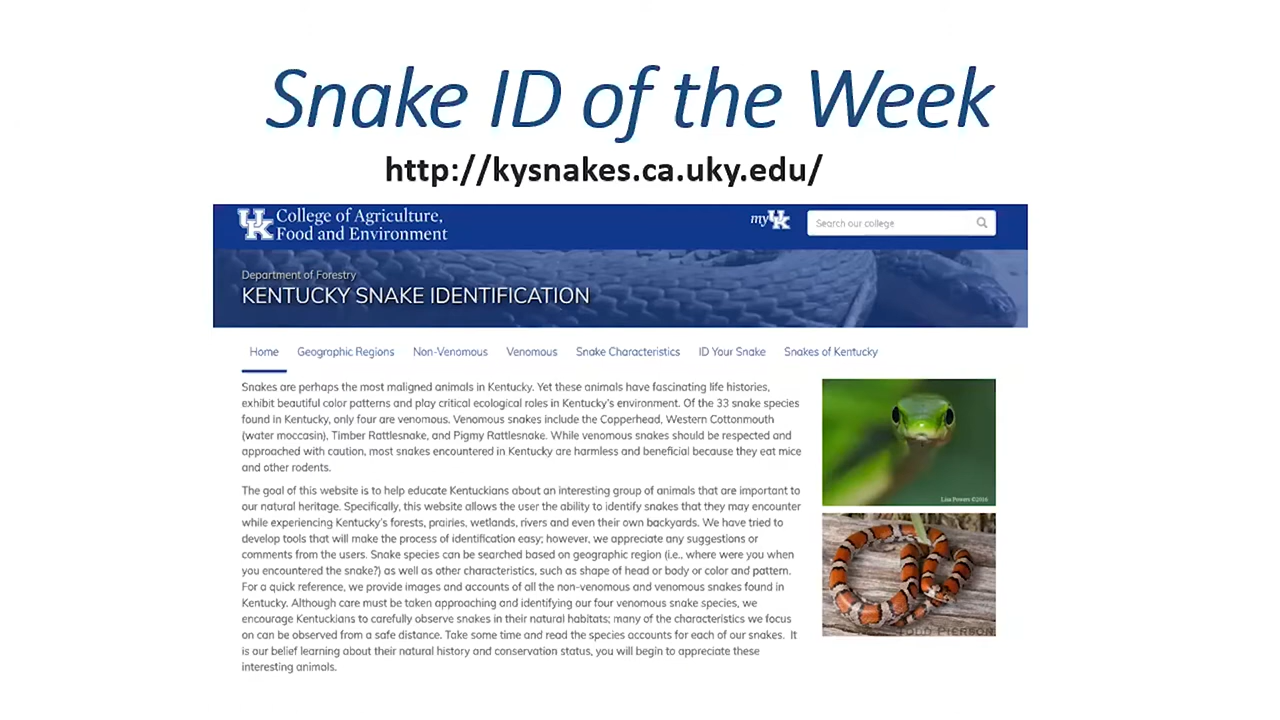 Snake ID of the Week
http://kysnakes.ca.uky.edu/
UK College of Agriculture,
Food and Environment
my UK
Search our college
Department of Forestry
KENTUCKY SNAKE IDENTIFICATION
Home Geographic Regions Non-Venomous Venomous Snake Characteristics ID Your Snake Snakes of Kentucky
Snakes are perhaps the most maligned animals in Kentucky. Yet these animals have fascinating life histories,
exhibit beautiful color patterns and play critical ecological roles in Kentucky's environment. Of the 33 snake species
found in Kentucky, only four are venomous. Venomous snakes include the Copperhead, Western Cottonmouth
(water moccasin), Timber Rattlesnake, and Pigmy Rattlesnake. While venomous snakes should be respected and
approached with caution, most snakes encountered in Kentucky are harmless and beneficial because they eat mice
and other rodents.
The goal of this website is to help educate Kentuckians about an interesting group of animals that are important to
our natural heritage. Specifically, this website allows the user the ability to identify snakes that they may encounter
while experiencing Kentucky's forests, prairies, wetlands, rivers and even their own backyards. We have tried to
develop tools that will make the process of identification easy; however, we appreciate any suggestions or
comments from the users. Snake species can be searched based on geographic region (i.e., where were you when
you encountered the snake?) as well as other characteristics, such as shape of head or body or color and pattern.
For a quick reference, we provide images and accounts of all the non-venomous and venomous snakes found in
Kentucky. Although care must be taken approaching and identifying our four venomous snake species, we
encourage Kentuckians to carefully observe snakes in their natural habitats; many of the characteristics we focus
on can be observed from a safe distance. Take some time and read the species accounts for each of our snakes. It
is our belief learning about their natural history and conservation status, you will begin to appreciate these
interesting animals.
Lisa Powers ©2016
TODD PIERSON